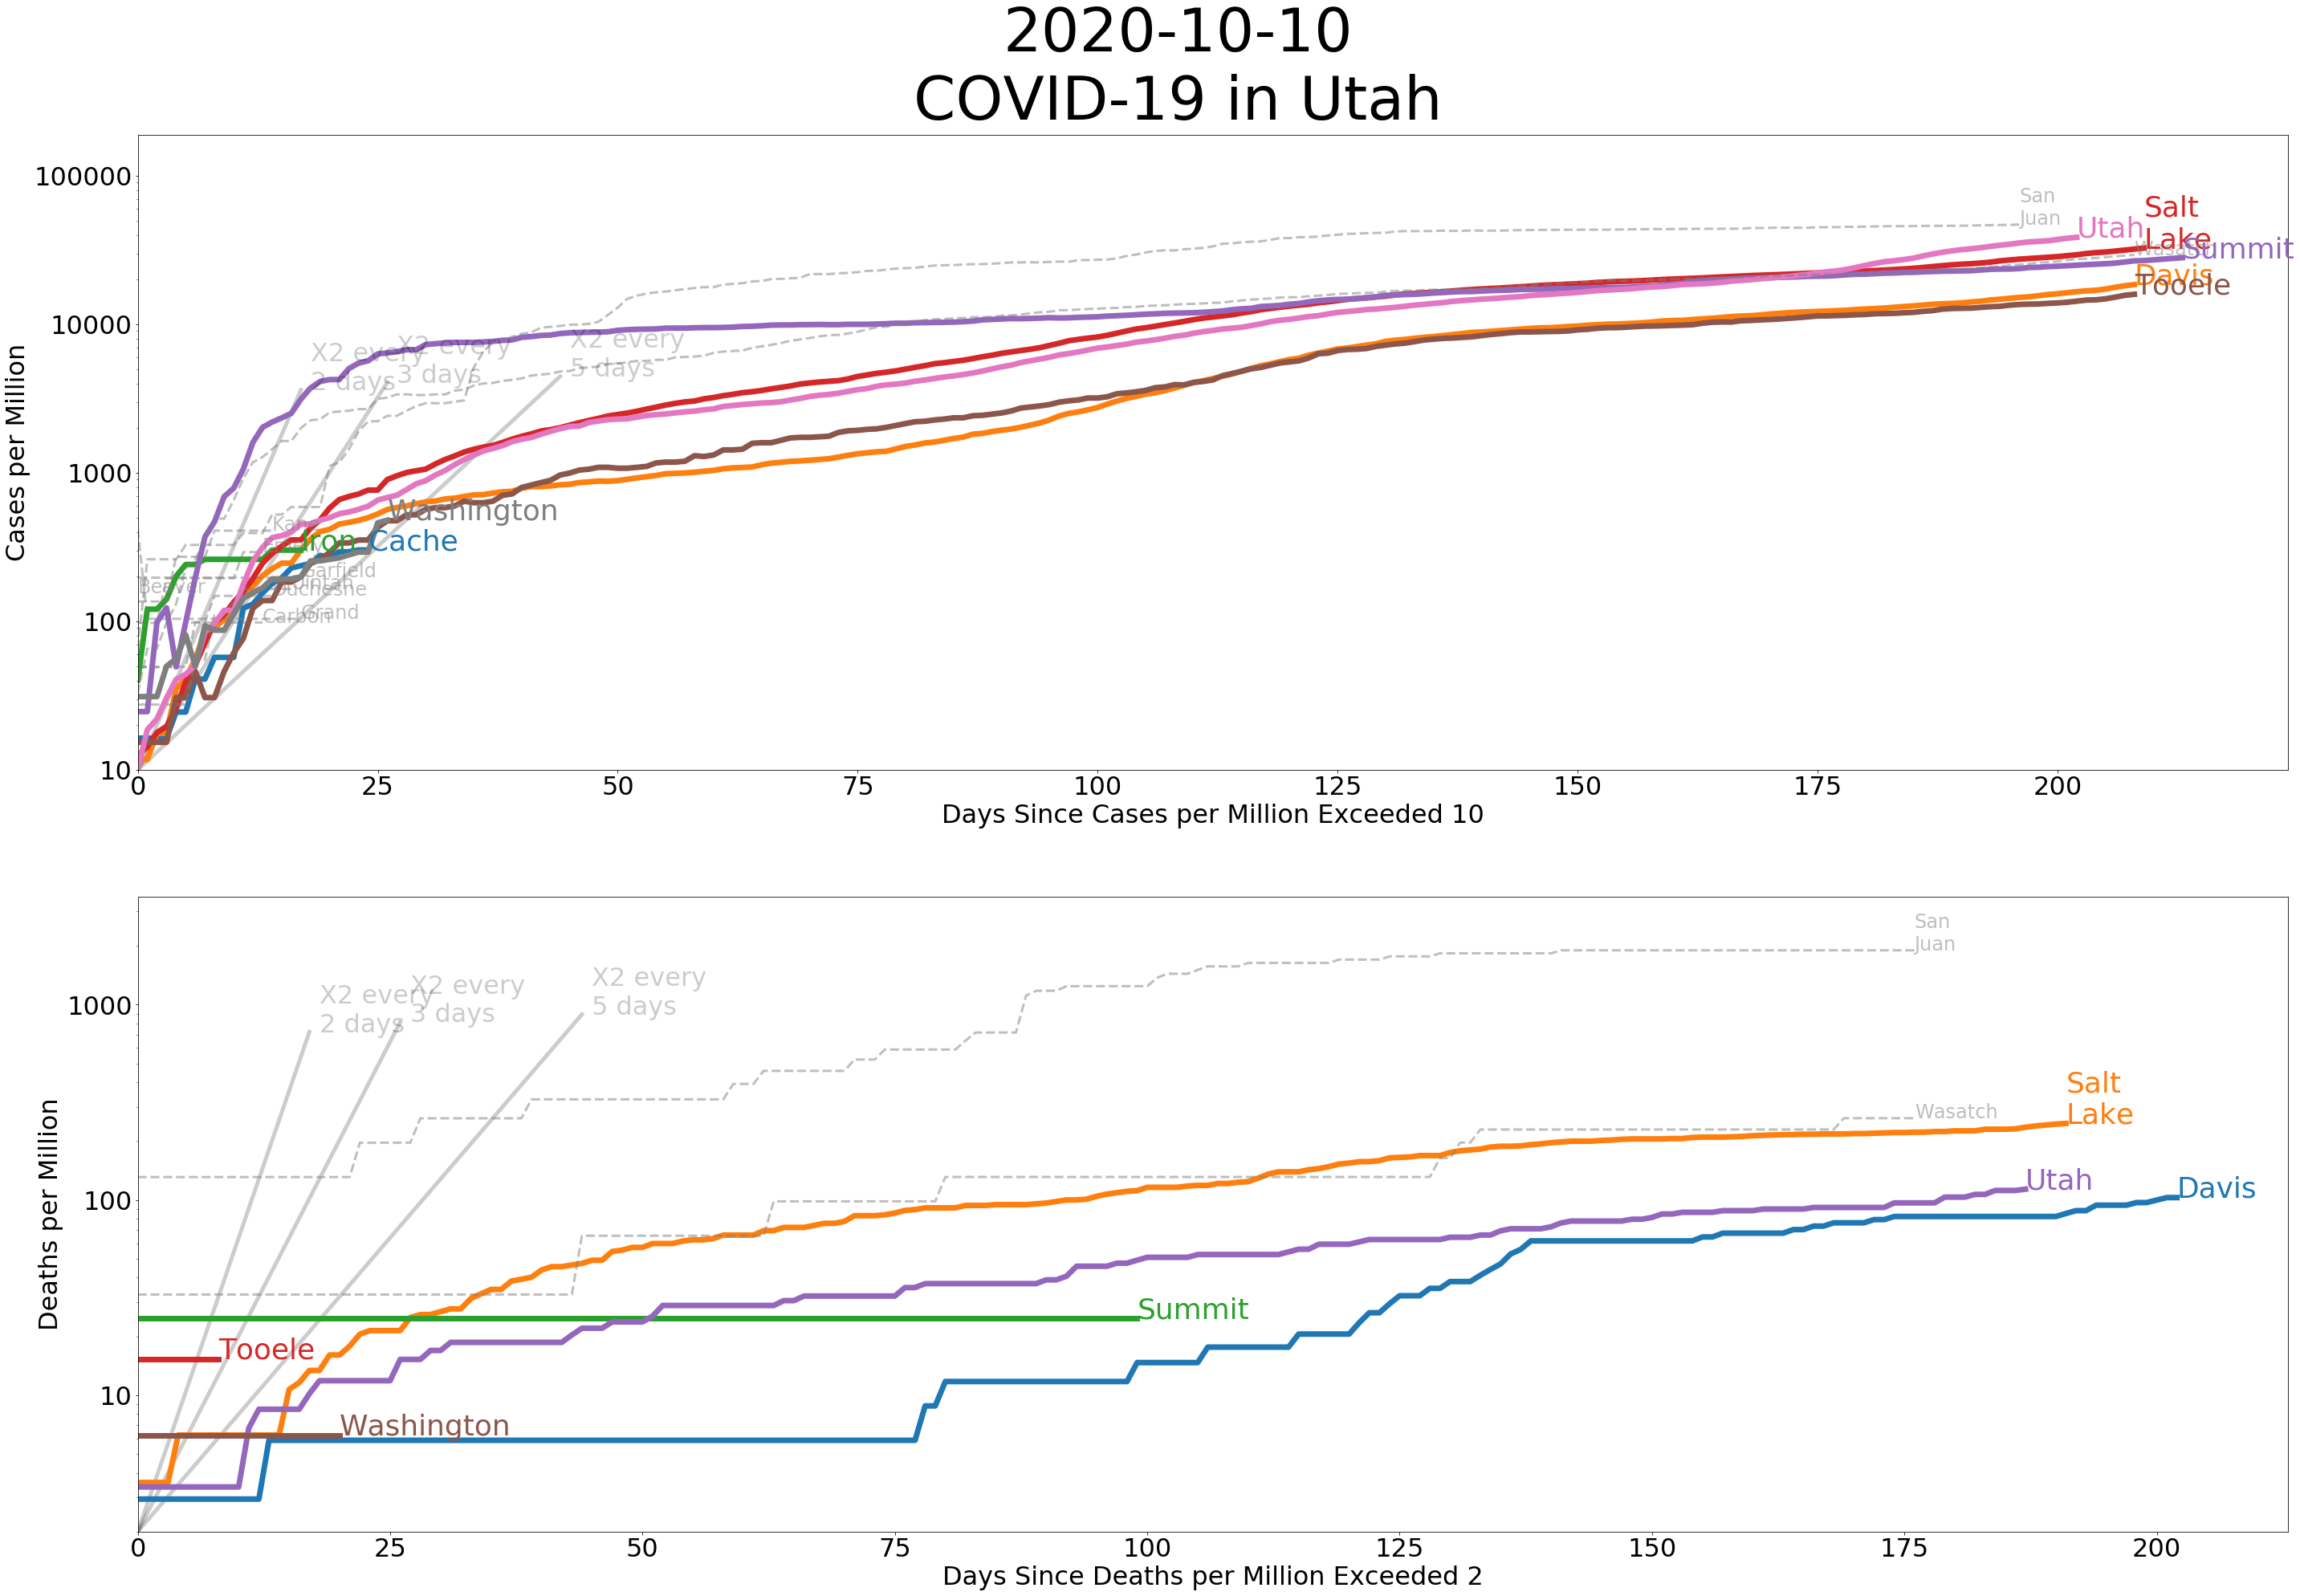 2020-10-10
COVID-19 in Utah
Cases per Million
100000
10000
1000
100
10
San
Juan
Utah
Salt
Lake
Wasatch
Summit
Davis
Tooele
X2 every
2 days
X2 every
3 days
X2 every
5 days
Washington
Cache
Iron
Beaver
Garfield
Duchesne
Grand
Carbon
0
25
50
75
100
125
150
175
200
Days Since Cases per Million Exceeded 10
Deaths per Million
1000
100
10
X2 every
2 days
X2 every
3 days
X2 every
5 days
San
Juan
Salt
Lake
Wasatch
Utah
Davis
Summit
Tooele
Washington
0
25
50
75
100
125
150
175
200
Days Since Deaths per Million Exceeded 2